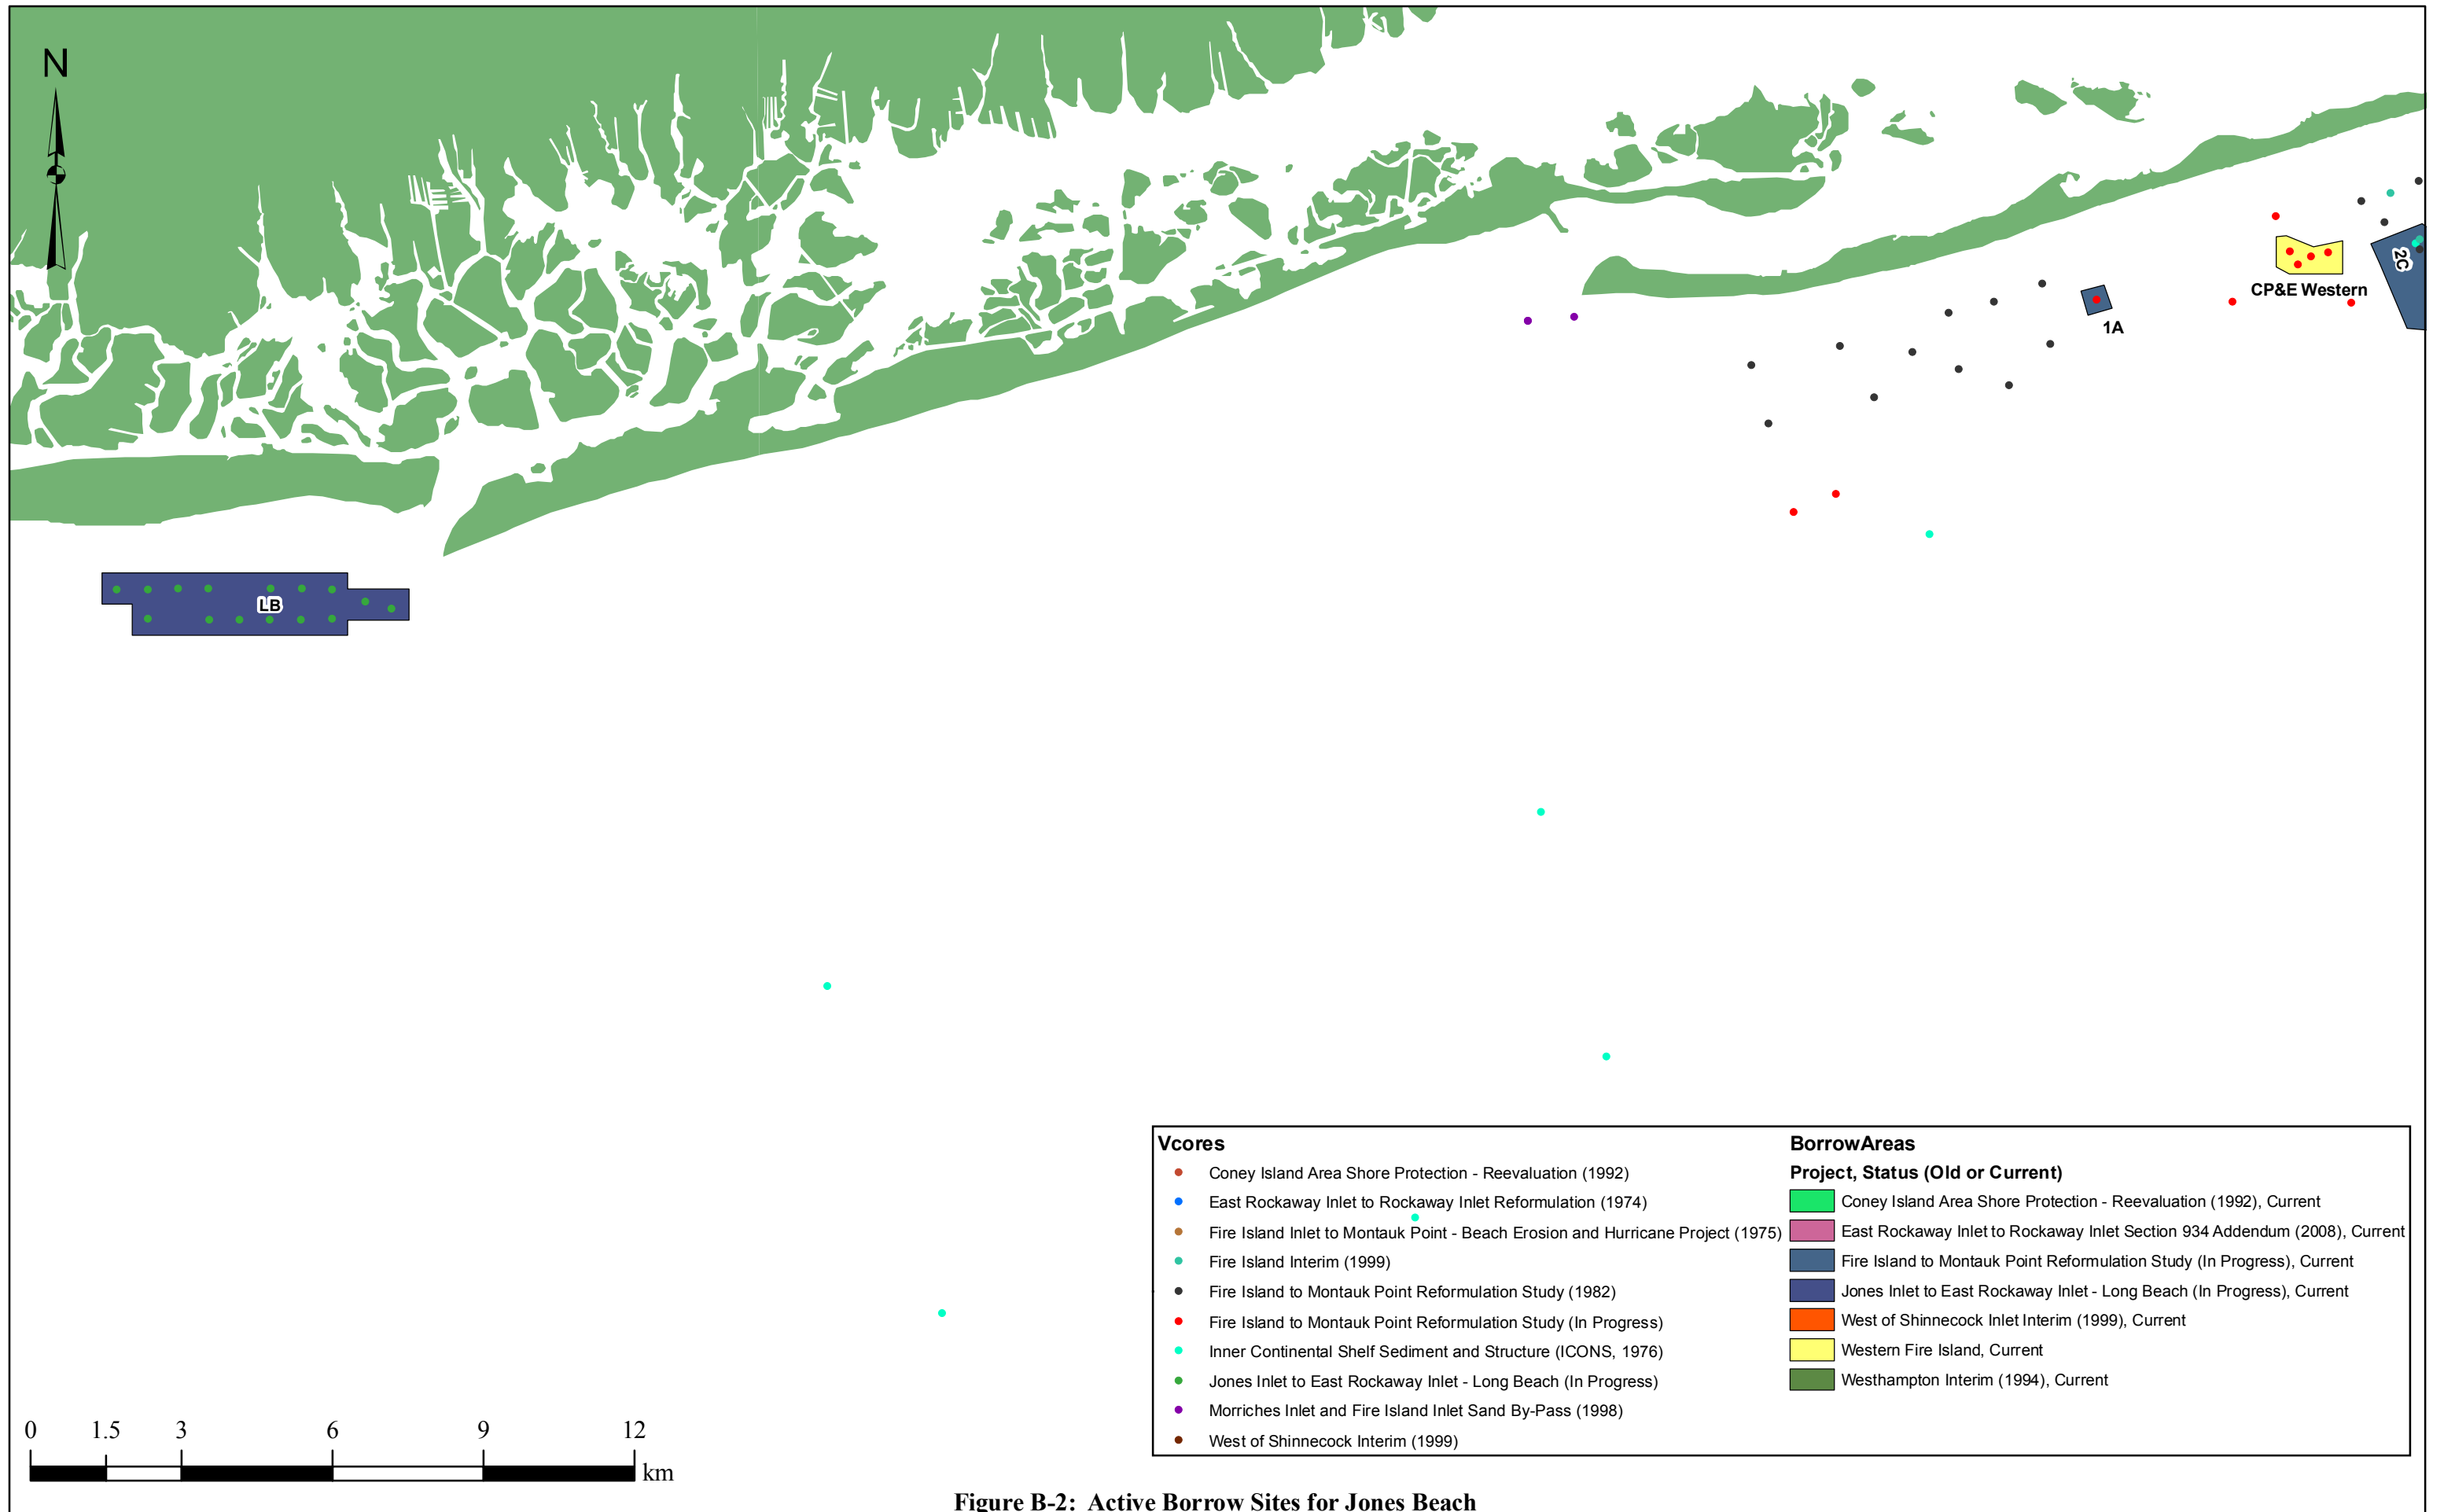 N
2C
CP&E Western
1A
LB
Vcores
Coney Island Area Shore Protection - Reevaluation (1992)
East Rockaway Inlet to Rockaway Inlet Reformulation (1974)
Fire Island Inlet to Montauk Point - Beach Erosion and Hurricane Project (1975)
Fire Island Interim (1999)
Fire Island to Montauk Point Reformulation Study (1982)
Fire Island to Montauk Point Reformulation Study (In Progress)
Inner Continental Shelf Sediment and Structure (ICONS, 1976)
Jones Inlet to East Rockaway Inlet - Long Beach (In Progress)
Morriches Inlet and Fire Island Inlet Sand By-Pass (1998)
West of Shinnecock Interim (1999)
BorrowAreas
Project, Status (Old or Current)
Coney Island Area Shore Protection - Reevaluation (1992), Current
East Rockaway Inlet to Rockaway Inlet Section 934 Addendum (2008), Current
Fire Island to Montauk Point Reformulation Study (In Progress), Current
Jones Inlet to East Rockaway Inlet - Long Beach (In Progress), Current
West of Shinnecock Inlet Interim (1999), Current
Western Fire Island, Current
Westhampton Interim (1994), Current
0 1.5 3 6 9 12
km
Figure B-2: Active Borrow Sites for Jones Beach